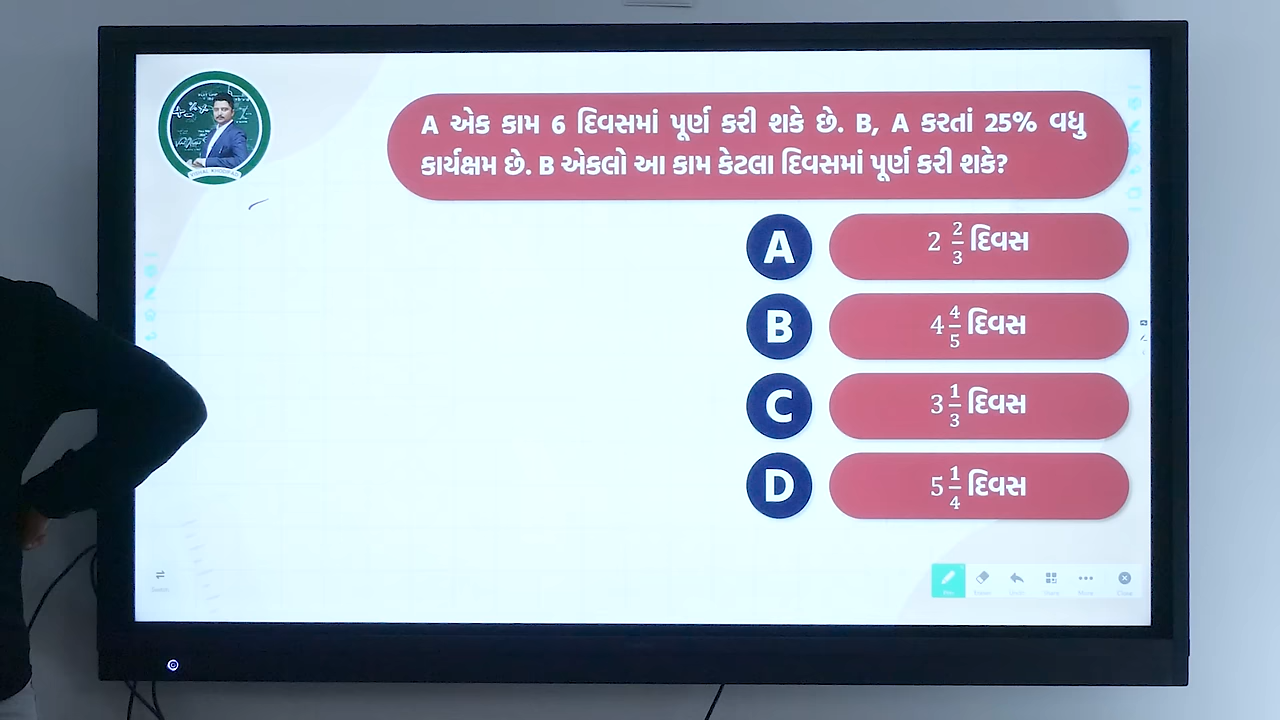 A એક કામ 6 દિવસમાં પૂર્ણ કરી શકે છે. B, A કરતાં 25% વધુ
કાર્યક્ષમ છે. B એકલો આ કામ કેટલા દિવસમાં પૂર્ણ કરી શકે?
A 2 2/3 દિવસ
B 4 4/5 દિવસ
C 3 1/3 દિવસ
D 5 1/4 દિવસ